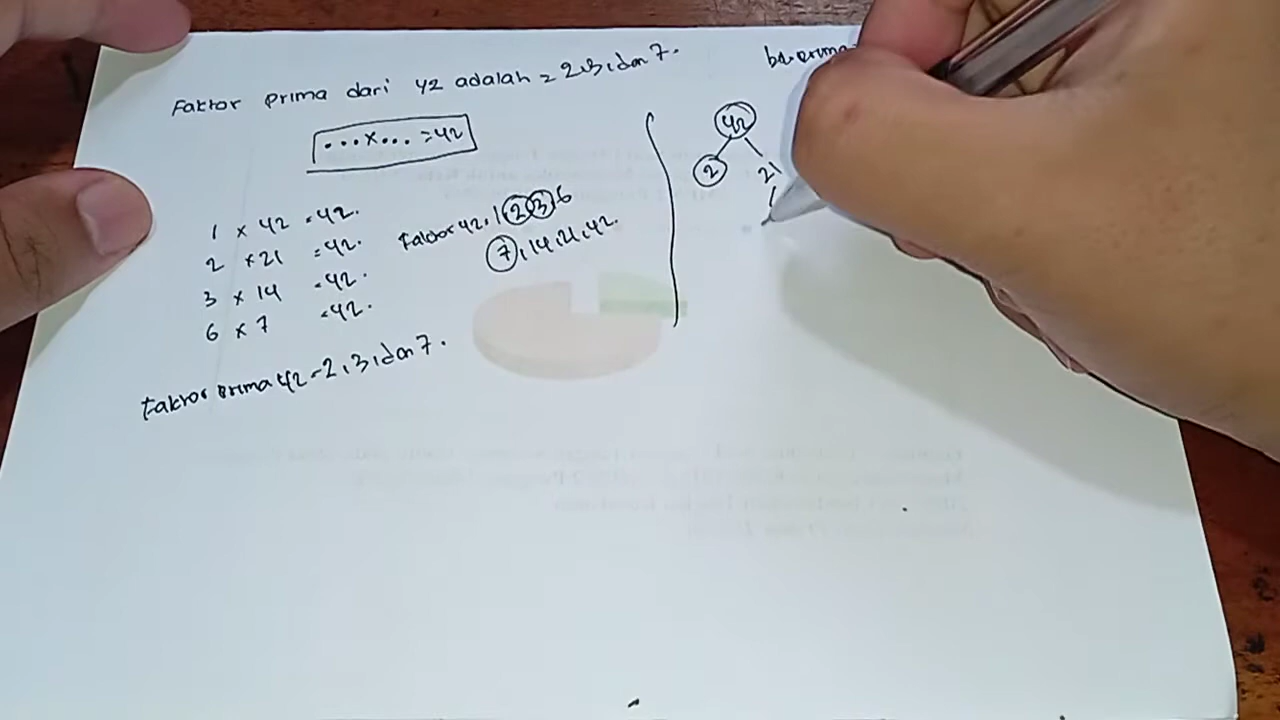 Faktor prima dari 42 adalah = 2,3, dan 7.
...x... = 42
1 x 42 = 42.
2 x 21 = 42.
3 x 14 = 42.
6 x 7 = 42.
Faktor 42. 1, 2, 3, 6
7, 14, 21, 42.
Faktor prima 42 = 2, 3, dan 7.
prima
42
2 21